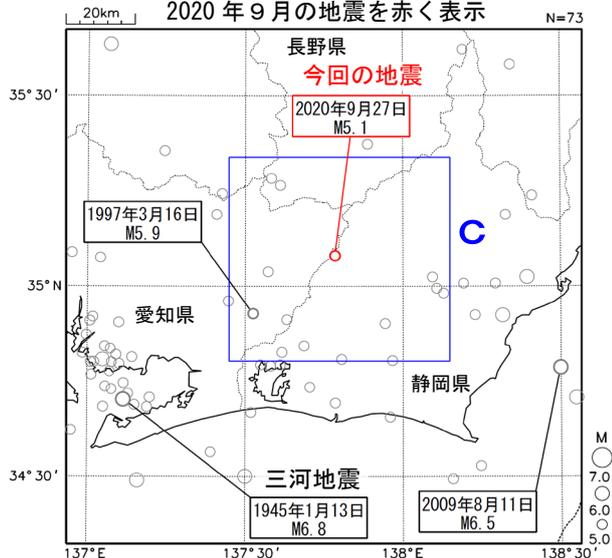 2020年9月の地震を赤く表示
20km
N=73
長野県
今回の地震
35°30′
2020年9月27日
M5.1
1997年3月16日
M5.9
C
35°N
愛知県
静岡県
M
34°30′
三河地震
7.0
1945年1月13日
M6.8
2009年8月11日
M6.5
6.0
5.0
137°E
137°30′
138°E
138°30′